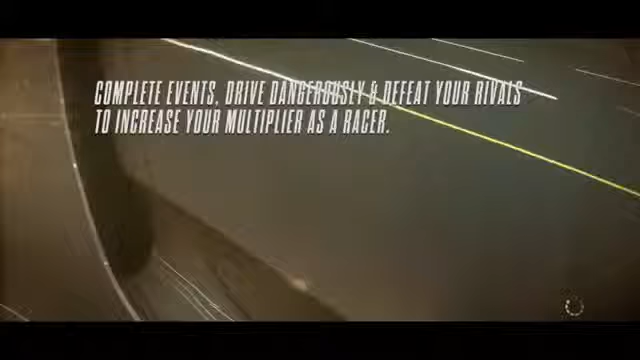 COMPLETE EVENTS, DRIVE DANGEROUSLY & DEFEAT YOUR RIVALS
TO INCREASE YOUR MULTIPLIER AS A RACER.